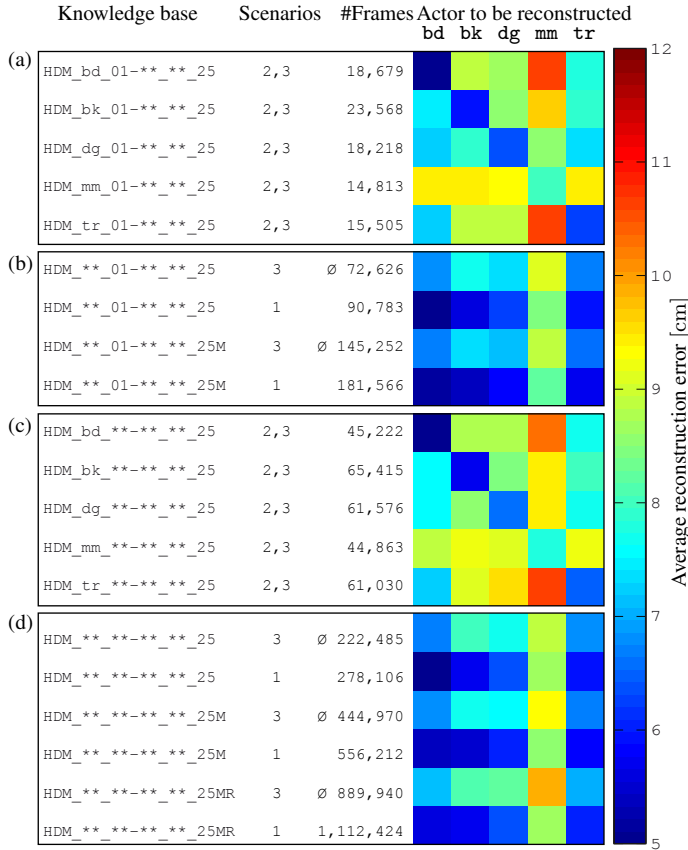 Knowledge base Scenarios #Frames Actor to be reconstructed
bd bk dg mm tr
(a)
HDM_bd_01-**_**_25 2,3 18,679
HDM_bk_01-**_**_25 2,3 23,568
HDM_dg_01-**_**_25 2,3 18,218
HDM_mm_01-**_**_25 2,3 14,813
HDM_tr_01-**_**_25 2,3 15,505
(b)
HDM_**_01-**_**_25 3 Ø 72,626
HDM_**_01-**_**_25 1 90,783
HDM_**_01-**_**_25M 3 Ø 145,252
HDM_**_01-**_**_25M 1 181,566
(c)
HDM_bd_**-**_**_25 2,3 45,222
HDM_bk_**-**_**_25 2,3 65,415
HDM_dg_**-**_**_25 2,3 61,576
HDM_mm_**-**_**_25 2,3 44,863
HDM_tr_**-**_**_25 2,3 61,030
(d)
HDM_**_**-**_**_25 3 Ø 222,485
HDM_**_**-**_**_25 1 278,106
HDM_**_**-**_**_25M 3 Ø 444,970
HDM_**_**-**_**_25M 1 556,212
HDM_**_**-**_**_25MR 3 Ø 889,940
HDM_**_**-**_**_25MR 1 1,112,424
12
11
10
9
8
7
6
5
Average reconstruction error [cm]